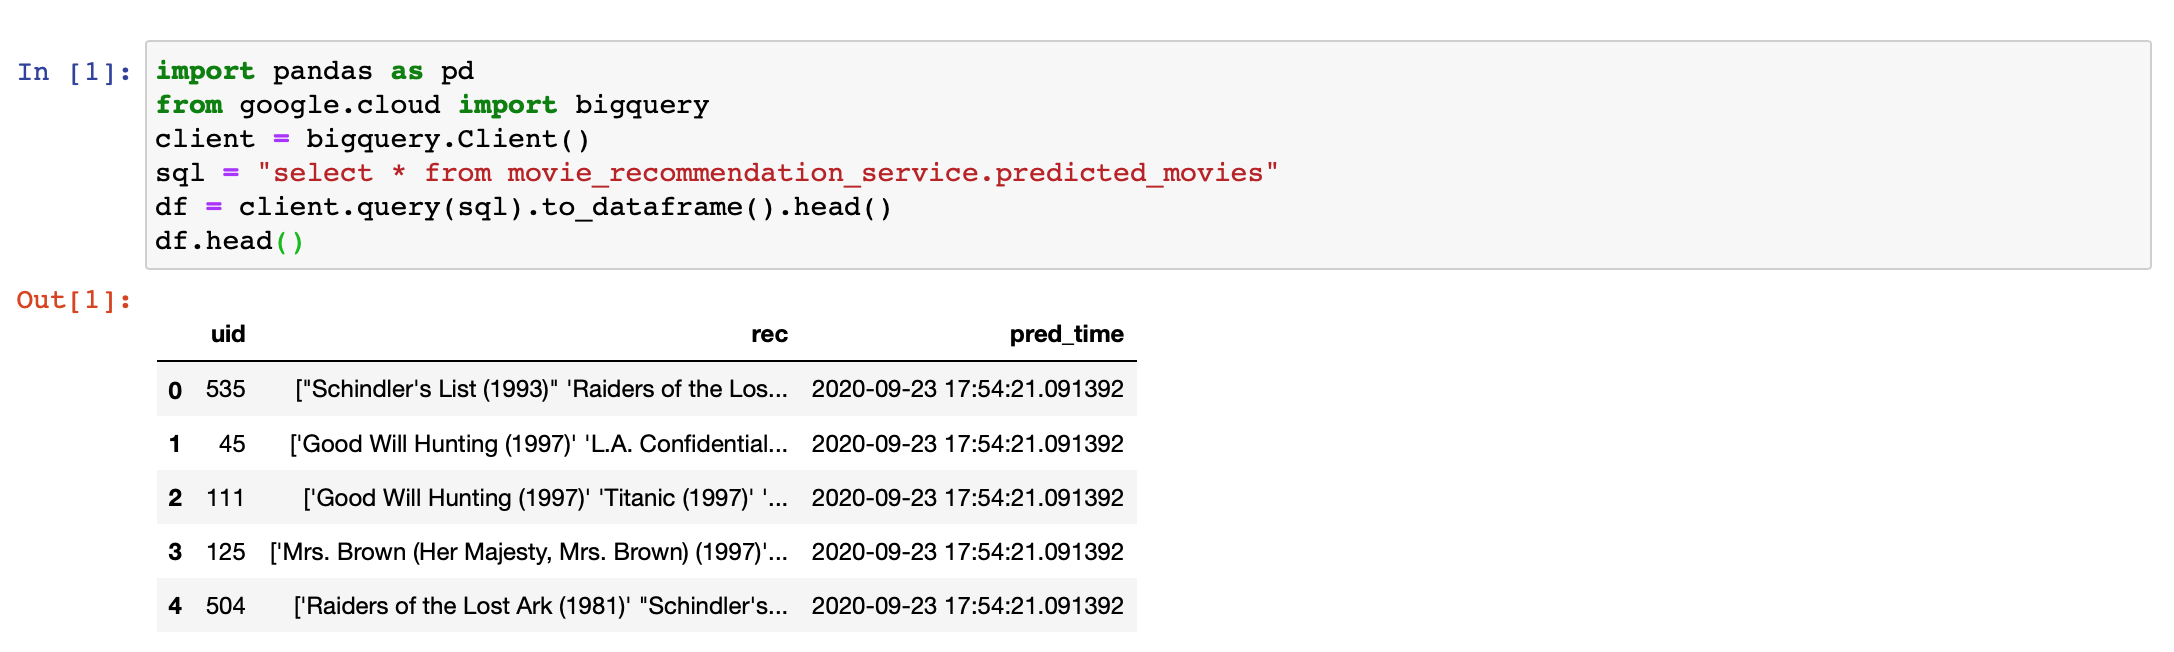 In [1]: import pandas as pd
from google.cloud import bigquery
client = bigquery.Client()
sql = "select * from movie_recommendation_service.predicted_movies"
df = client.query(sql).to_dataframe().head()
df.head()
Out[1]:
uid rec pred_time
0 535 ["Schindler's List (1993)" 'Raiders of the Los... 2020-09-23 17:54:21.091392
1 45 ['Good Will Hunting (1997)' 'L.A. Confidential... 2020-09-23 17:54:21.091392
2 111 ['Good Will Hunting (1997)' 'Titanic (1997)' '... 2020-09-23 17:54:21.091392
3 125 ['Mrs. Brown (Her Majesty, Mrs. Brown) (1997)'... 2020-09-23 17:54:21.091392
4 504 ['Raiders of the Lost Ark (1981)' "Schindler's... 2020-09-23 17:54:21.091392